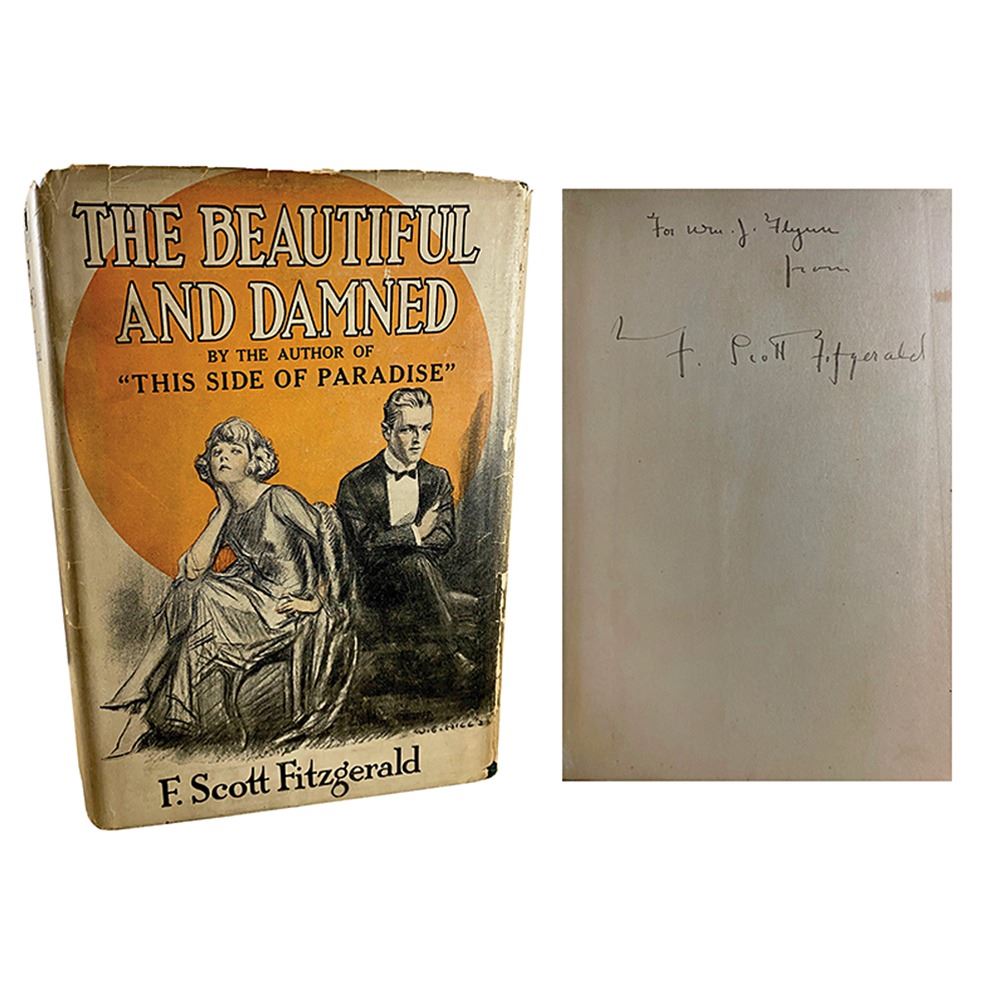 THE BEAUTIFUL
AND DAMNED
BY THE AUTHOR OF
"THIS SIDE OF PARADISE"
W.E. HILL
F. Scott Fitzgerald
For Wm. J. Flynn
from
F. Scott Fitzgerald